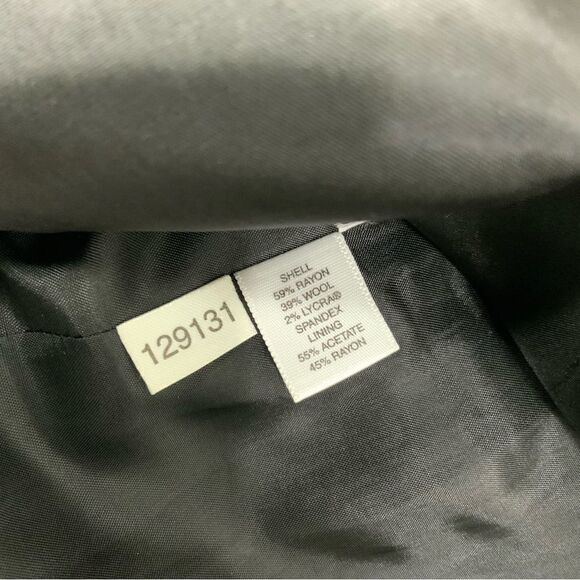 129131
SHELL
59% RAYON
39% WOOL
2% LYCRA®
SPANDEX
LINING
55% ACETATE
45% RAYON